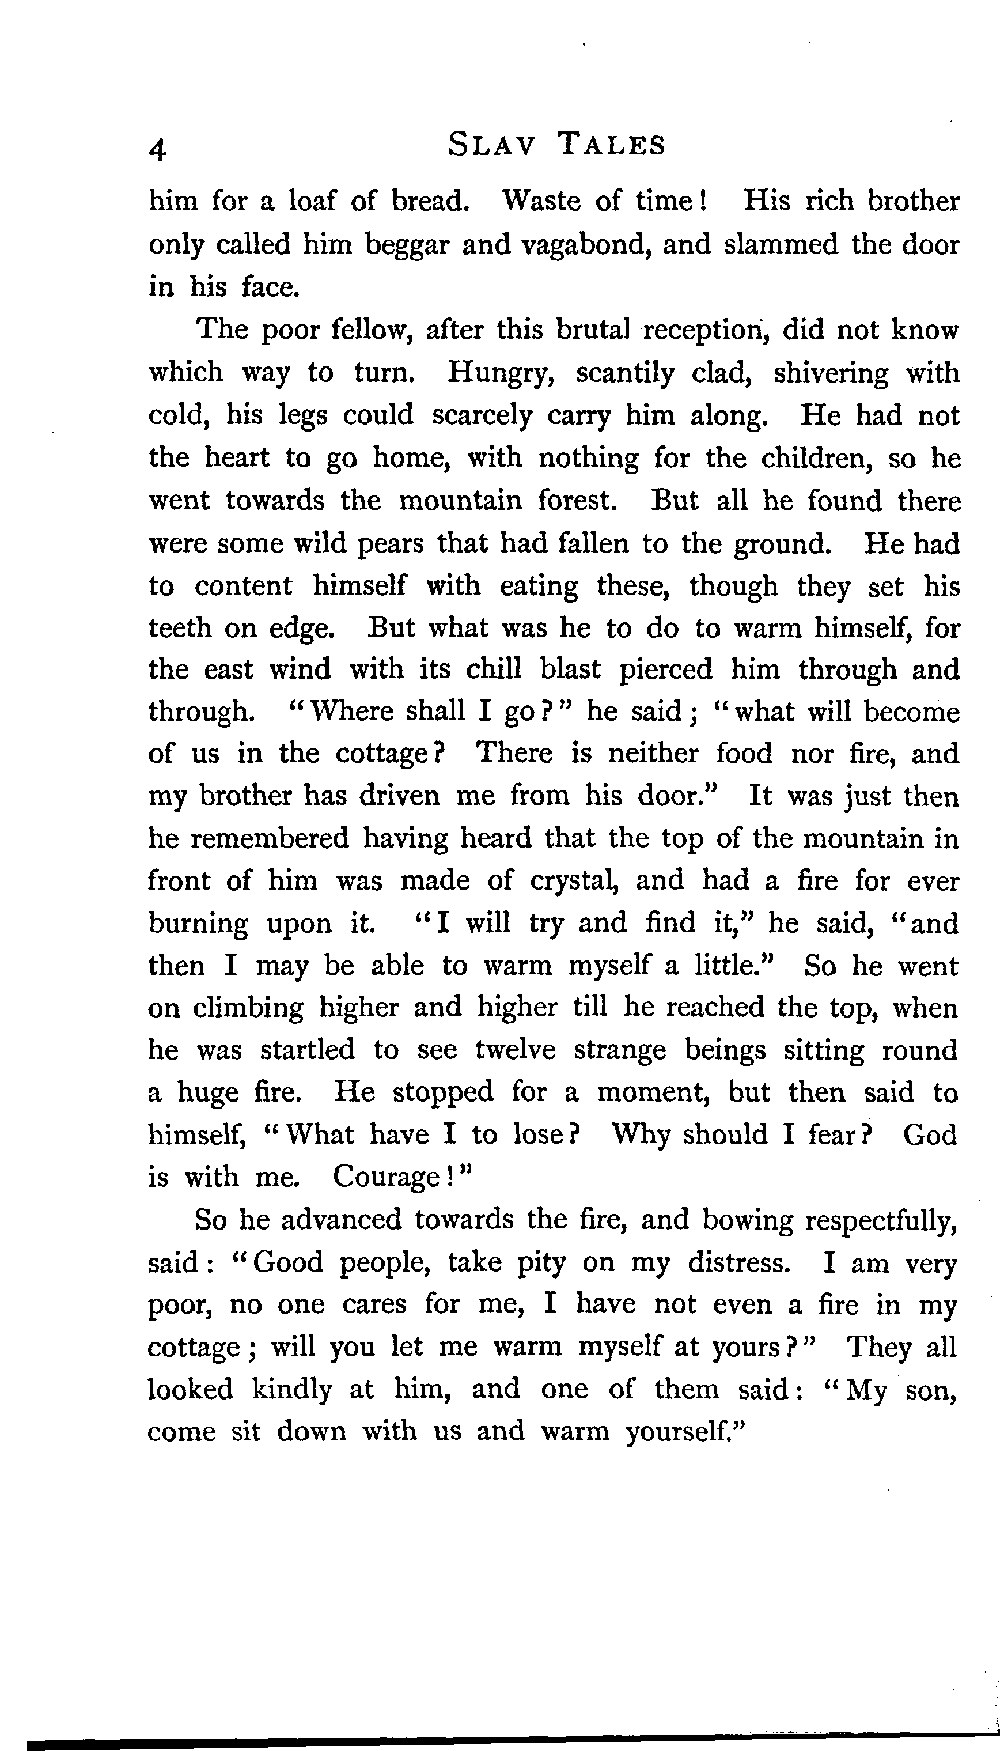 4 SLAV TALES
him for a loaf of bread. Waste of time! His rich brother
only called him beggar and vagabond, and slammed the door
in his face.
The poor fellow, after this brutal reception, did not know
which way to turn. Hungry, scantily clad, shivering with
cold, his legs could scarcely carry him along. He had not
the heart to go home, with nothing for the children, so he
went towards the mountain forest. But all he found there
were some wild pears that had fallen to the ground. He had
to content himself with eating these, though they set his
teeth on edge. But what was he to do to warm himself, for
the east wind with its chill blast pierced him through and
through. “Where shall I go?” he said; “what will become
of us in the cottage? There is neither food nor fire, and
my brother has driven me from his door.” It was just then
he remembered having heard that the top of the mountain in
front of him was made of crystal, and had a fire for ever
burning upon it. “I will try and find it,” he said, “and
then I may be able to warm myself a little.” So he went
on climbing higher and higher till he reached the top, when
he was startled to see twelve strange beings sitting round
a huge fire. He stopped for a moment, but then said to
himself, “What have I to lose? Why should I fear? God
is with me. Courage!”
So he advanced towards the fire, and bowing respectfully,
said: “Good people, take pity on my distress. I am very
poor, no one cares for me, I have not even a fire in my
cottage; will you let me warm myself at yours?” They all
looked kindly at him, and one of them said: “My son,
come sit down with us and warm yourself.”